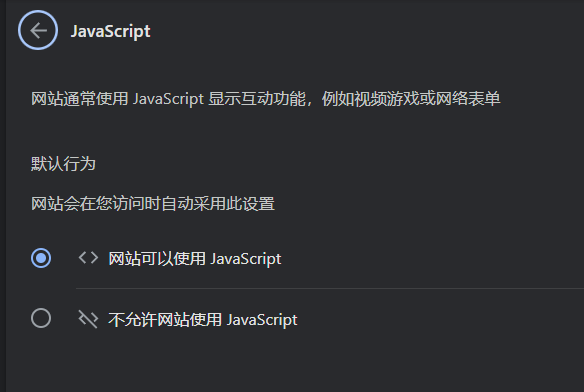 JavaScript
网站通常使用 JavaScript 显示互动功能，例如视频游戏或网络表单
默认行为
网站会在您访问时自动采用此设置
网站可以使用 JavaScript
不允许网站使用 JavaScript